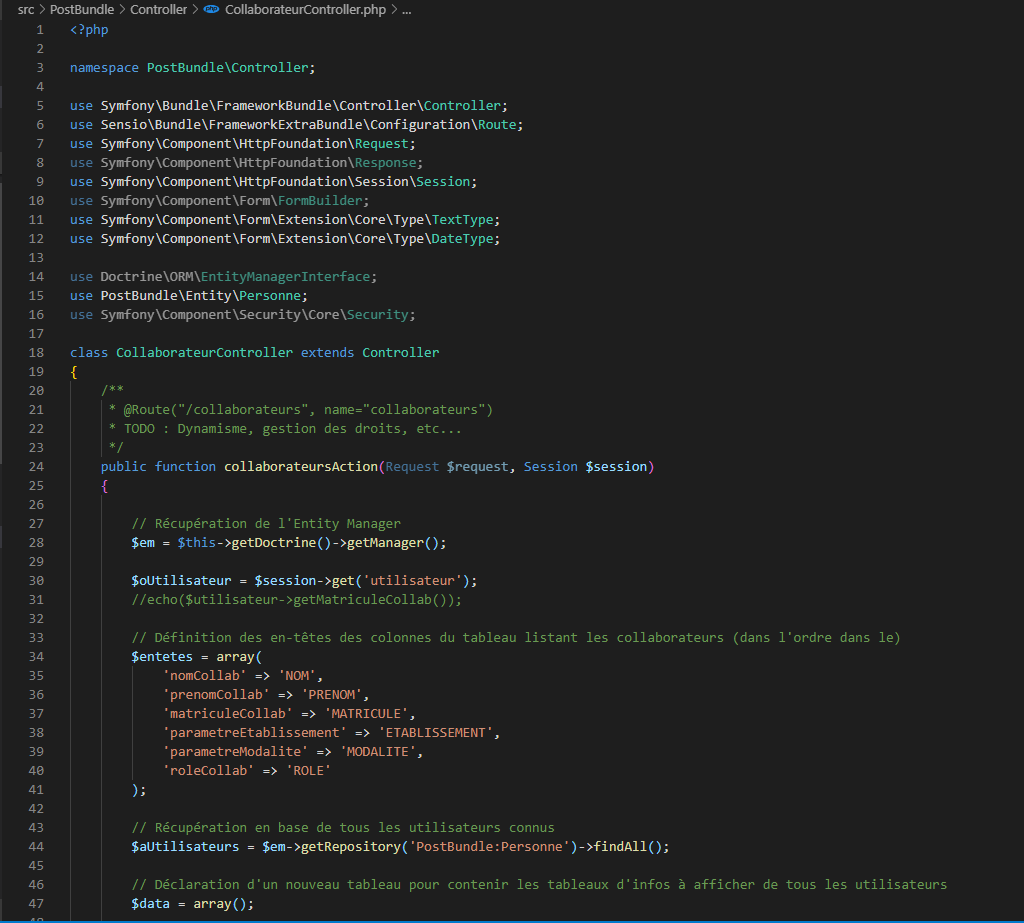 src > PostBundle > Controller > php CollaborateurController.php > ...
1 <?php
2
3 namespace PostBundle\Controller;
4
5 use Symfony\Bundle\FrameworkBundle\Controller\Controller;
6 use Sensio\Bundle\FrameworkExtraBundle\Configuration\Route;
7 use Symfony\Component\HttpFoundation\Request;
8 use Symfony\Component\HttpFoundation\Response;
9 use Symfony\Component\HttpFoundation\Session\Session;
10 use Symfony\Component\Form\FormBuilder;
11 use Symfony\Component\Form\Extension\Core\Type\TextType;
12 use Symfony\Component\Form\Extension\Core\Type\DateType;
13
14 use Doctrine\ORM\EntityManagerInterface;
15 use PostBundle\Entity\Personne;
16 use Symfony\Component\Security\Core\Security;
17
18 class CollaborateurController extends Controller
19 {
20 /**
21 * @Route("/collaborateurs", name="collaborateurs")
22 * TODO : Dynamisme, gestion des droits, etc...
23 */
24 public function collaborateursAction(Request $request, Session $session)
25 {
26
27 // Récupération de l'Entity Manager
28 $em = $this->getDoctrine()->getManager();
29
30 $oUtilisateur = $session->get('utilisateur');
31 //echo($utilisateur->getMatriculeCollab());
32
33 // Définition des en-têtes des colonnes du tableau listant les collaborateurs (dans l'ordre dans le)
34 $entetes = array(
35 'nomCollab' => 'NOM',
36 'prenomCollab' => 'PRENOM',
37 'matriculeCollab' => 'MATRICULE',
38 'parametreEtablissement' => 'ETABLISSEMENT',
39 'parametreModalite' => 'MODALITE',
40 'roleCollab' => 'ROLE'
41 );
42
43 // Récupération en base de tous les utilisateurs connus
44 $aUtilisateurs = $em->getRepository('PostBundle:Personne')->findAll();
45
46 // Déclaration d'un nouveau tableau pour contenir les tableaux d'infos à afficher de tous les utilisateurs
47 $data = array();